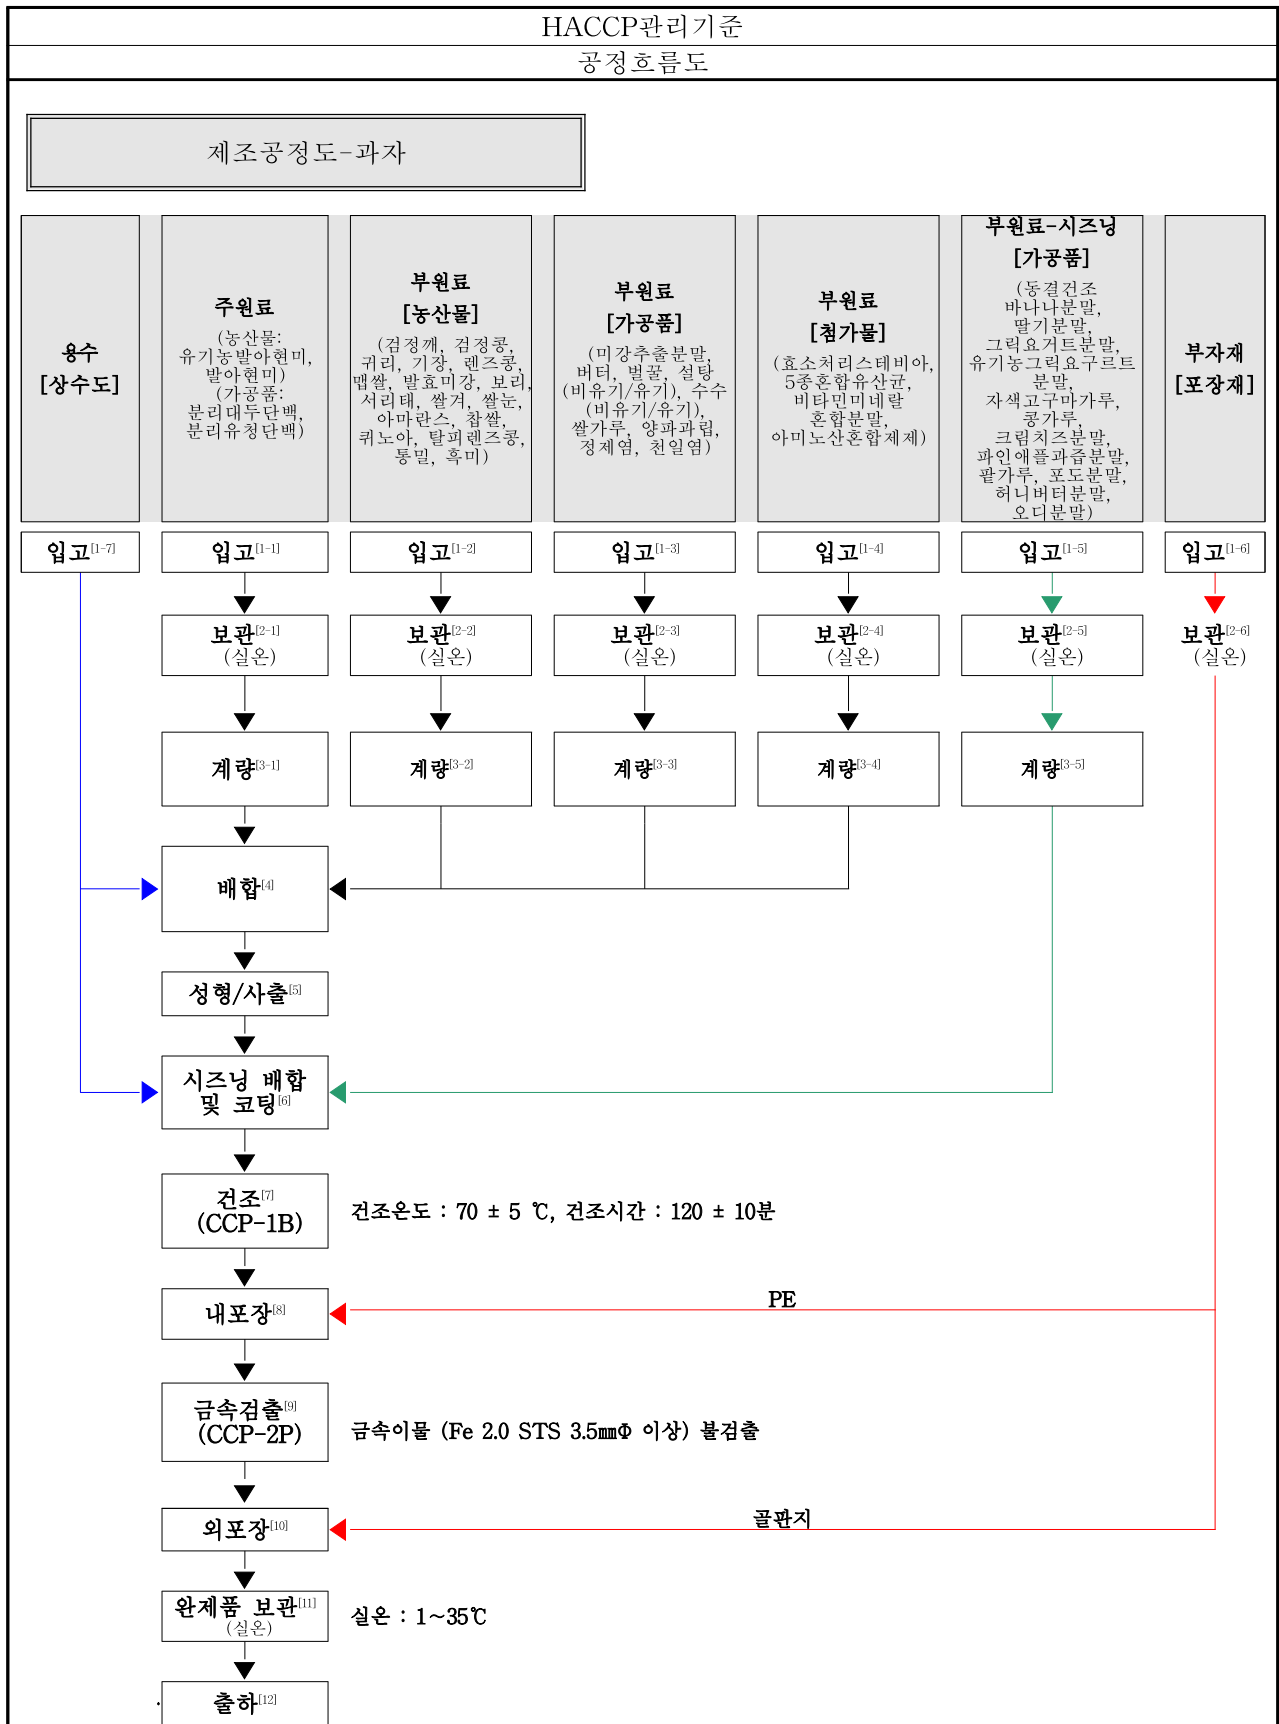 HACCP관리기준
공정흐름도
제조공정도-과자
용수
[상수도]
주원료
(농산물:
유기농발아현미,
발아현미)
(가공품:
분리대두단백,
분리유청단백)
부원료
[농산물]
(검정깨, 검정콩,
귀리, 기장, 렌즈콩,
맵쌀, 발효미강, 보리,
서리태, 쌀겨, 쌀눈,
아마란스, 찹쌀,
퀴노아, 탈피렌즈콩,
통밀, 흑미)
부원료
[가공품]
(미강추출분말,
버터, 벌꿀, 설탕
(비유기/유기), 수수
(비유기/유기),
쌀가루, 양파과립,
정제염, 천일염)
부원료
[첨가물]
(효소처리스테비아,
5종혼합유산균,
비타민미네랄
혼합분말,
아미노산혼합제제)
부원료-시즈닝
[가공품]
(동결건조
바나나분말,
딸기분말,
그릭요거트분말,
유기농그릭요구르트
분말,
자색고구마가루,
콩가루,
크림치즈분말,
파인애플과즙분말,
팥가루, 포도분말,
허니버터분말,
오디분말)
부자재
[포장재]
입고[1-7]
입고[1-1]
입고[1-2]
입고[1-3]
입고[1-4]
입고[1-5]
입고[1-6]
보관[2-1]
(실온)
보관[2-2]
(실온)
보관[2-3]
(실온)
보관[2-4]
(실온)
보관[2-5]
(실온)
보관[2-6]
(실온)
계량[3-1]
계량[3-2]
계량[3-3]
계량[3-4]
계량[3-5]
배합[4]
성형/사출[5]
시즈닝 배합
및 코팅[6]
건조[7]
(CCP-1B)
건조온도 : 70 ± 5 ℃, 건조시간 : 120 ± 10분
내포장[8]
PE
금속검출[9]
(CCP-2P)
금속이물 (Fe 2.0 STS 3.5㎜Φ 이상) 불검출
외포장[10]
골판지
완제품 보관[11]
(실온)
실온 : 1~35℃
출하[12]